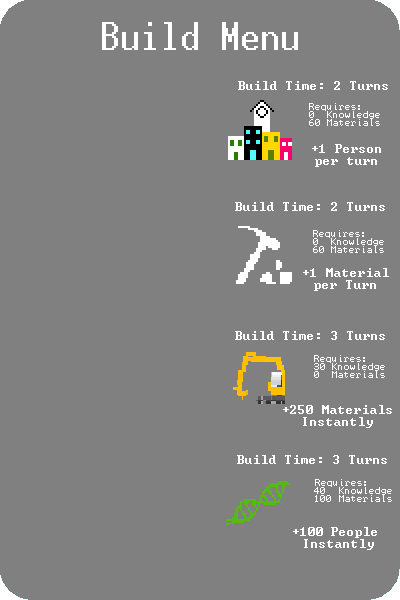 Build Menu
Build Time: 2 Turns
Requires:
0 Knowledge
60 Materials
+1 Person
per turn
Build Time: 2 Turns
Requires:
0 Knowledge
60 Materials
+1 Material
per Turn
Build Time: 3 Turns
Requires:
30 Knowledge
0 Materials
+250 Materials
Instantly
Build Time: 3 Turns
Requires:
40 Knowledge
100 Materials
+100 People
Instantly